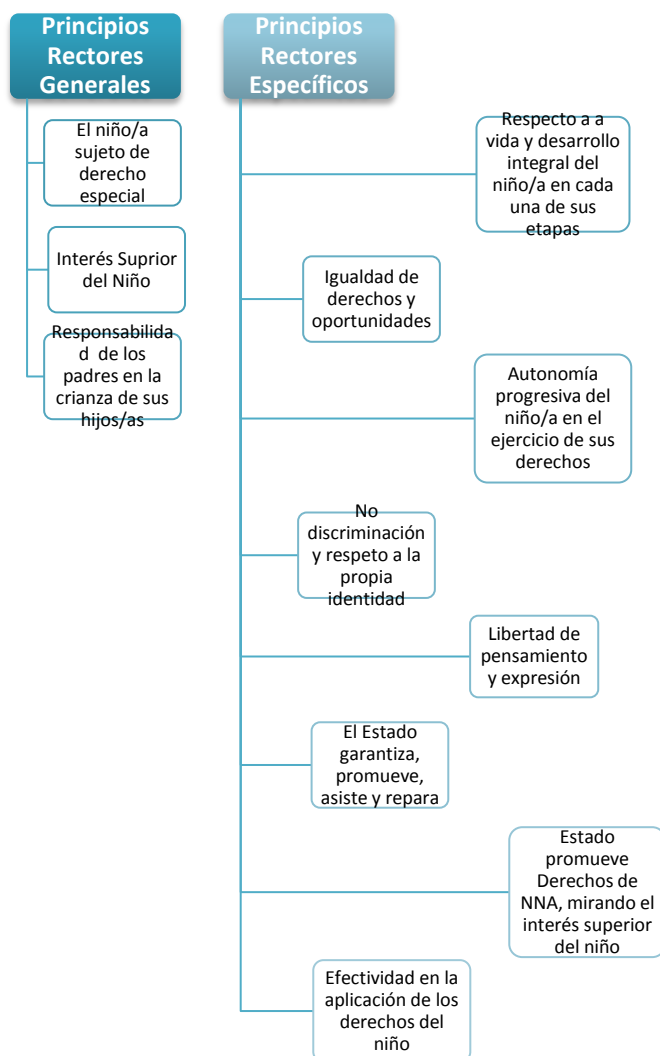 Principios
Rectores
Generales
El niño/a
sujeto de
derecho
especial
Interés Suprior
del Niño
Responsabilida
d de los
padres en la
crianza de sus
hijos/as
Principios
Rectores
Específicos
Respecto a a
vida y desarrollo
integral del
niño/a en cada
una de sus
etapas
Igualdad de
derechos y
oportunidades
Autonomía
progresiva del
niño/a en el
ejercicio de sus
derechos
No
discriminación
y respeto a la
propia
identidad
Libertad de
pensamiento
y expresión
El Estado
garantiza,
promueve,
asiste y repara
Estado
promueve
Derechos de
NNA, mirando el
interés superior
del niño
Efectividad en la
aplicación de los
derechos del
niño